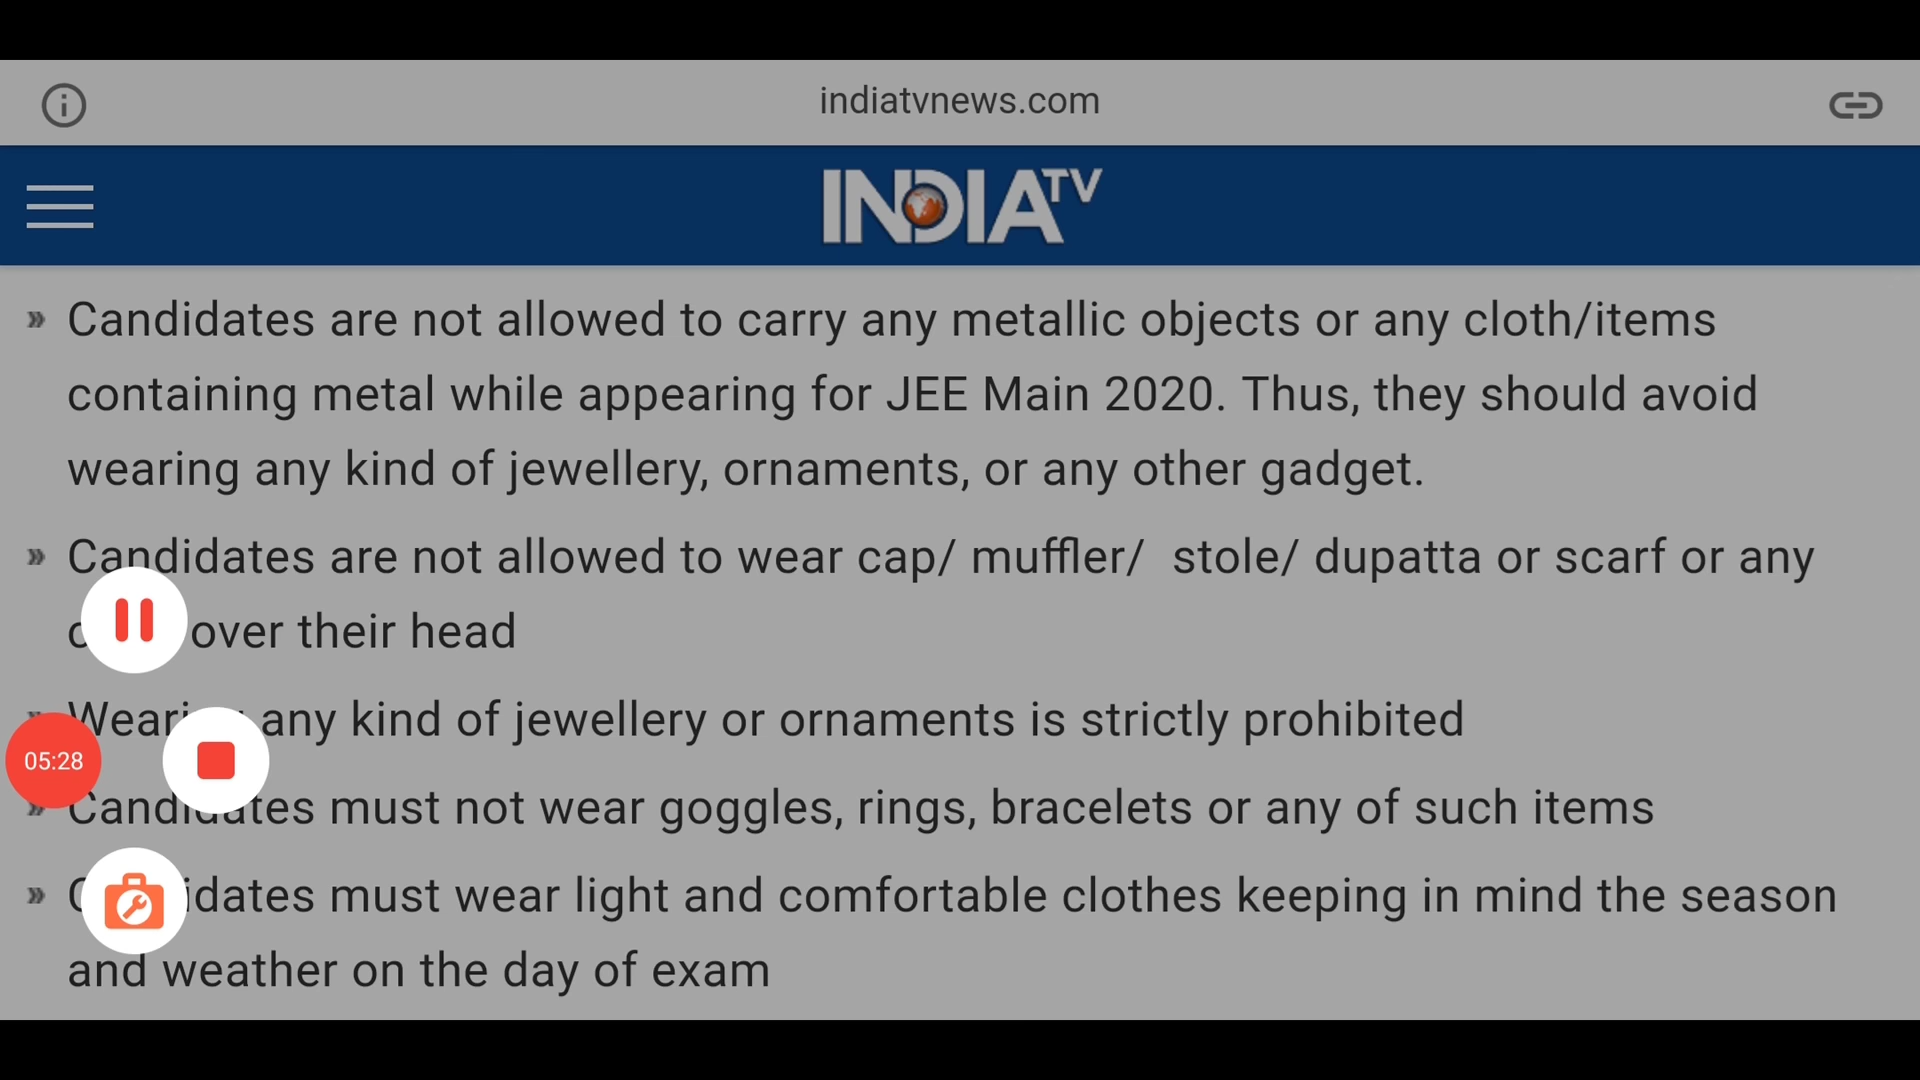 indiatvnews.com
INDIA TV
» Candidates are not allowed to carry any metallic objects or any cloth/items
containing metal while appearing for JEE Main 2020. Thus, they should avoid
wearing any kind of jewellery, ornaments, or any other gadget.
» Candidates are not allowed to wear cap/ muffler/  stole/ dupatta or scarf or any
over their head
any kind of jewellery or ornaments is strictly prohibited
05:28
» Candidates must not wear goggles, rings, bracelets or any of such items
» must wear light and comfortable clothes keeping in mind the season
and weather on the day of exam